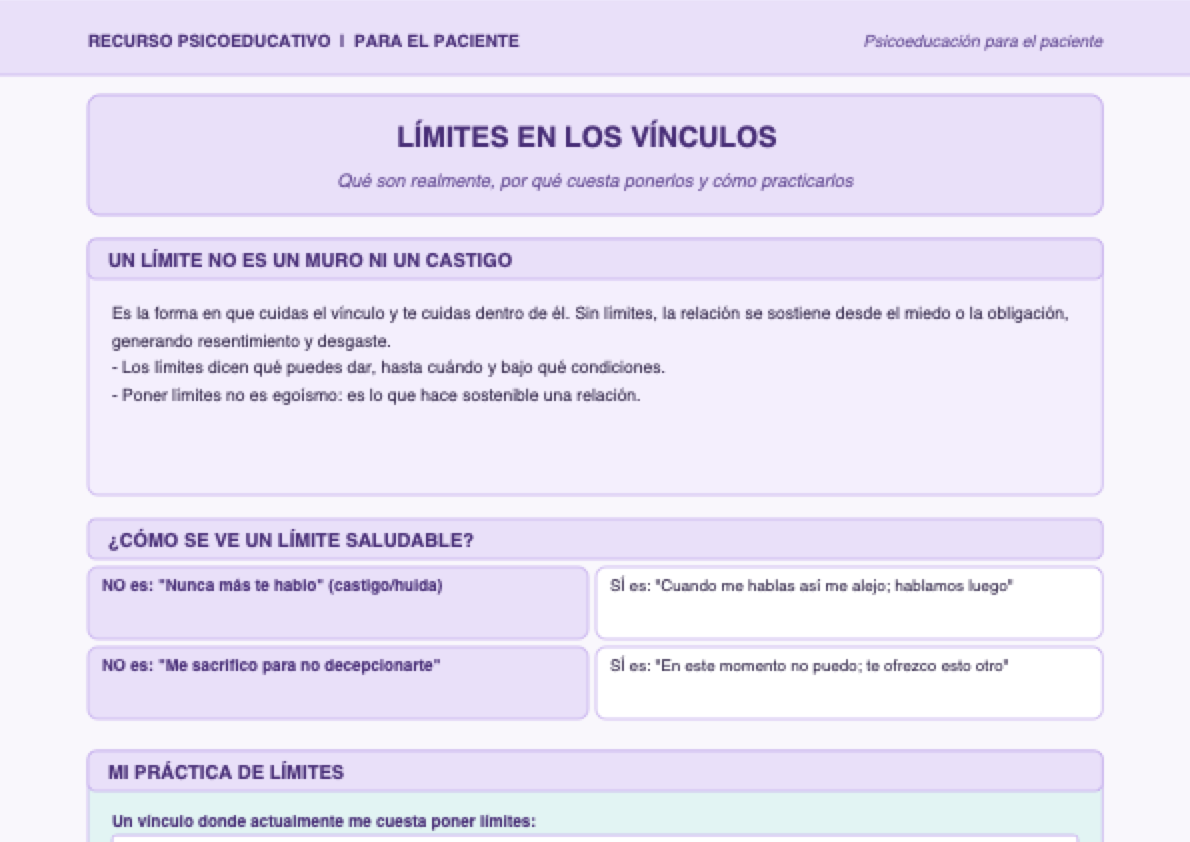 RECURSO PSICOEDUCATIVO | PARA EL PACIENTE
Psicoeducación para el paciente
LÍMITES EN LOS VÍNCULOS
Qué son realmente, por qué cuesta ponerlos y cómo practicarlos
UN LÍMITE NO ES UN MURO NI UN CASTIGO
Es la forma en que cuidas el vínculo y te cuidas dentro de él. Sin límites, la relación se sostiene desde el miedo o la obligación,
generando resentimiento y desgaste.
- Los límites dicen qué puedes dar, hasta cuándo y bajo qué condiciones.
- Poner límites no es egoísmo: es lo que hace sostenible una relación.
¿CÓMO SE VE UN LÍMITE SALUDABLE?
NO es: "Nunca más te hablo" (castigo/huida)
SÍ es: "Cuando me hablas así me alejo; hablamos luego"
NO es: "Me sacrifico para no decepcionarte"
SÍ es: "En este momento no puedo; te ofrezco esto otro"
MI PRÁCTICA DE LÍMITES
Un vínculo donde actualmente me cuesta poner límites: